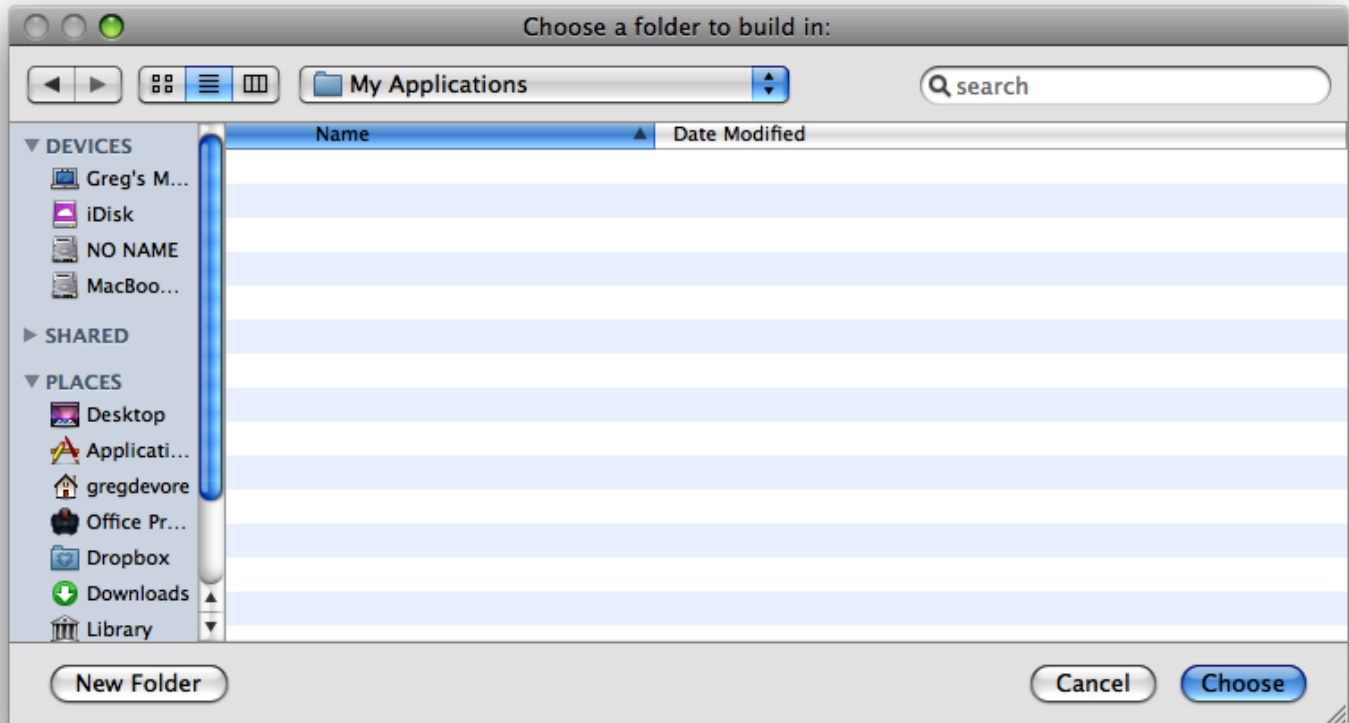 Choose a folder to build in:
My Applications
search
Name Date Modified
DEVICES
Greg's M...
iDisk
NO NAME
MacBoo...
SHARED
PLACES
Desktop
Applicati...
gregdevore
Office Pr...
Dropbox
Downloads
Library
New Folder Cancel Choose